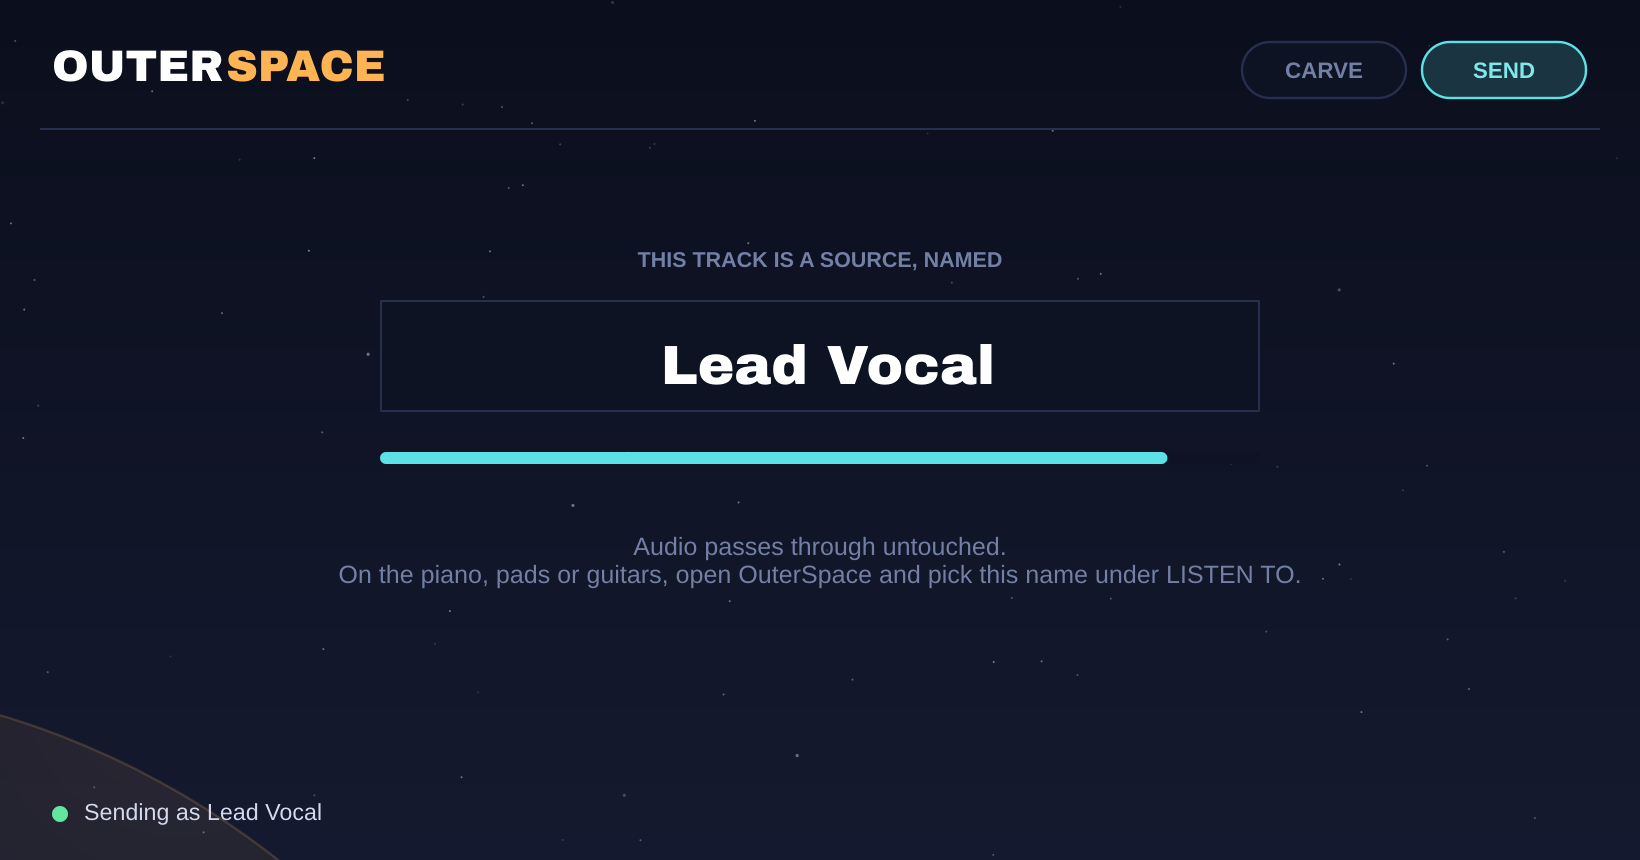 OUTERSPACE
CARVE
SEND
THIS TRACK IS A SOURCE, NAMED
Lead Vocal
Audio passes through untouched.
On the piano, pads or guitars, open OuterSpace and pick this name under LISTEN TO.
Sending as Lead Vocal